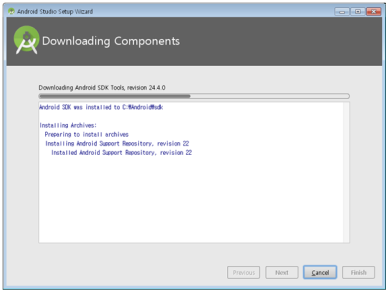 Android Studio Setup Wizard
Downloading Components
Downloading Android SDK Tools, revision 24.4.0
Android SDK was installed to C:₩Android₩sdk
Installing Archives:
Preparing to install archives
Installing Android Support Repository, revision 22
Installed Android Support Repository, revision 22
Previous Next Cancel Finish